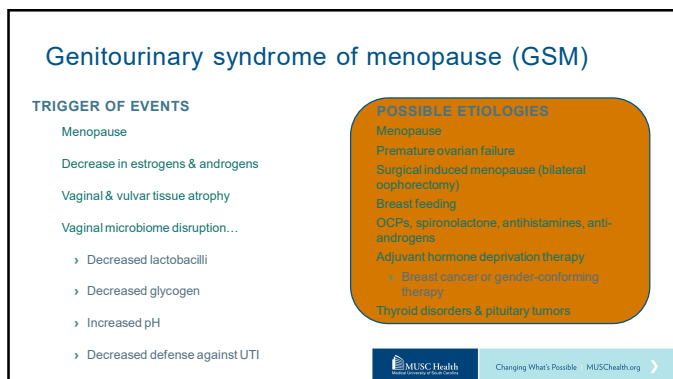 Genitourinary syndrome of menopause (GSM)
TRIGGER OF EVENTS
Menopause
Decrease in estrogens & androgens
Vaginal & vulvar tissue atrophy
Vaginal microbiome disruption…
› Decreased lactobacilli
› Decreased glycogen
› Increased pH
› Decreased defense against UTI
POSSIBLE ETIOLOGIES
Menopause
Premature ovarian failure
Surgical induced menopause (bilateral
oophorectomy)
Breast feeding
OCPs, spironolactone, antihistamines, anti-
androgens
Adjuvant hormone deprivation therapy
› Breast cancer or gender-conforming
therapy
Thyroid disorders & pituitary tumors
MUSC Health
Medical University of South Carolina
Changing What's Possible | MUSChealth.org